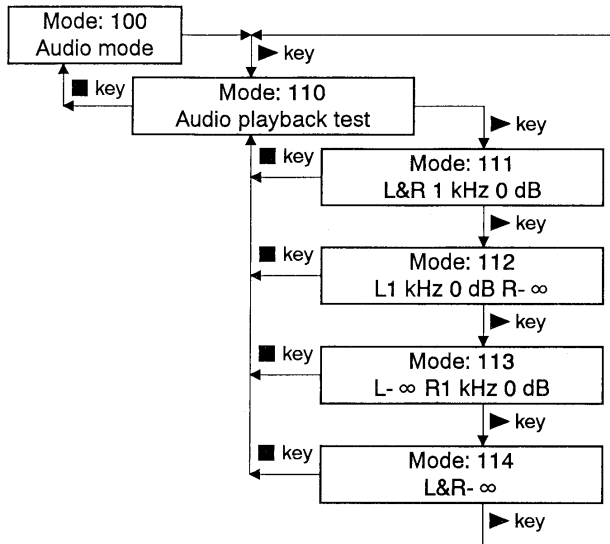 Mode: 100
Audio mode
▶ key
■ key
Mode: 110
Audio playback test
▶ key
■ key
Mode: 111
L&R 1 kHz 0 dB
▶ key
■ key
Mode: 112
L1 kHz 0 dB R- ∞
▶ key
■ key
Mode: 113
L- ∞ R1 kHz 0 dB
▶ key
■ key
Mode: 114
L&R- ∞
▶ key